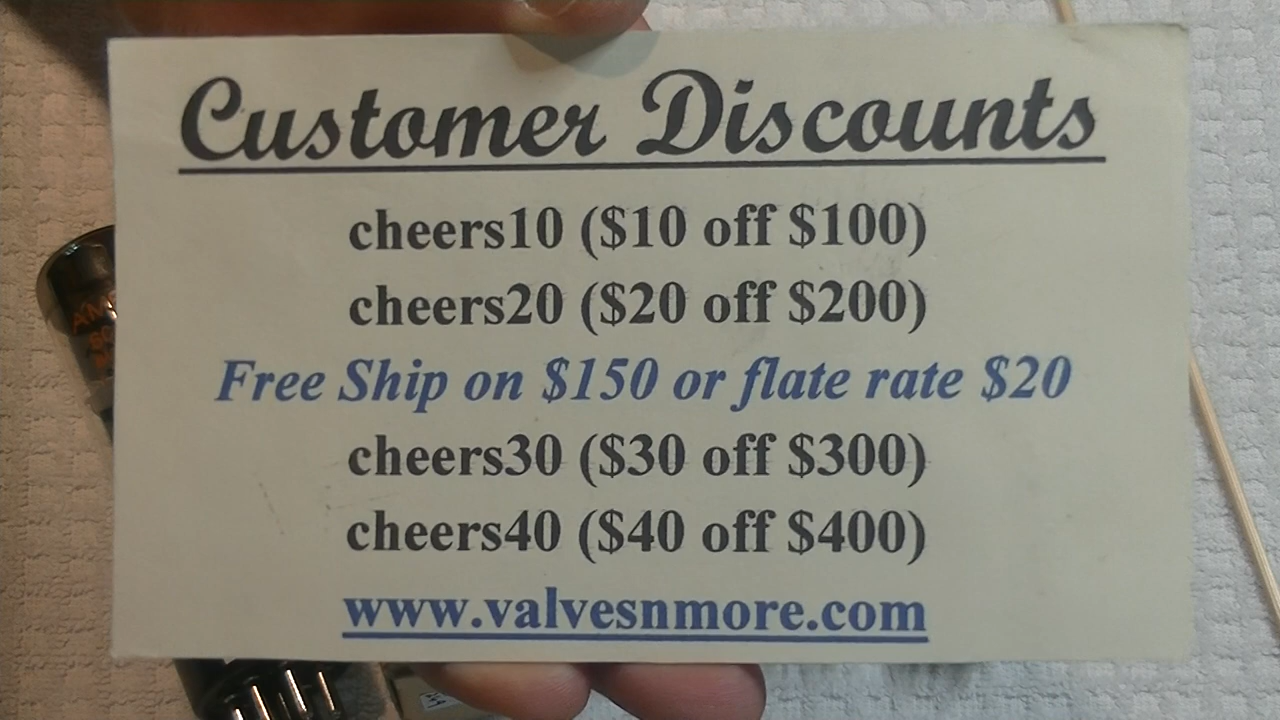 Customer Discounts
cheers10 ($10 off $100)
cheers20 ($20 off $200)
Free Ship on $150 or flate rate $20
cheers30 ($30 off $300)
cheers40 ($40 off $400)
www.valvesnmore.com